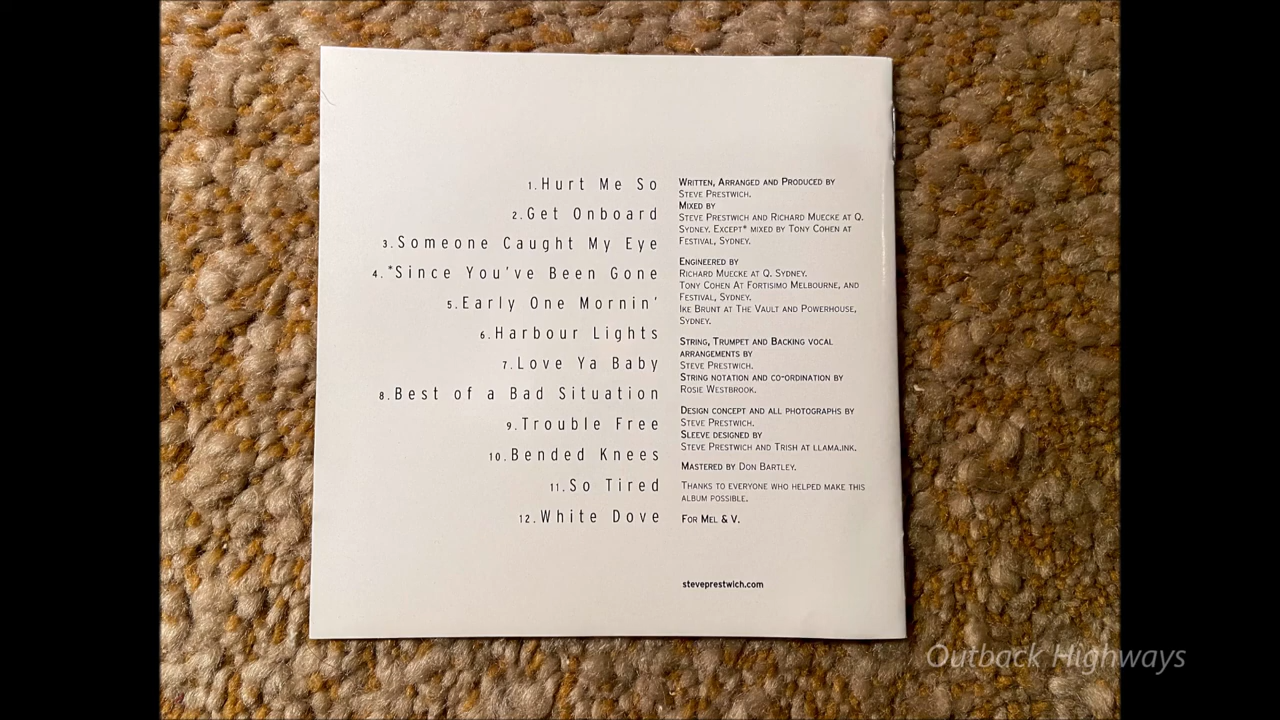 1.Hurt Me So
2.Get Onboard
3.Someone Caught My Eye
4.*Since You've Been Gone
5.Early One Mornin'
6.Harbour Lights
7.Love Ya Baby
8.Best of a Bad Situation
9.Trouble Free
10.Bended Knees
11.So Tired
12.White Dove
WRITTEN, ARRANGED AND PRODUCED BY
STEVE PRESTWICH.
MIXED BY
STEVE PRESTWICH AND RICHARD MUECKE AT Q.
SYDNEY. EXCEPT* MIXED BY TONY COHEN AT
FESTIVAL, SYDNEY.
ENGINEERED BY
RICHARD MUECKE AT Q. SYDNEY.
TONY COHEN AT FORTISIMO MELBOURNE, AND
FESTIVAL, SYDNEY.
IKE BRUNT AT THE VAULT AND POWERHOUSE,
SYDNEY.
STRING, TRUMPET AND BACKING VOCAL
ARRANGEMENTS BY
STEVE PRESTWICH.
STRING NOTATION AND CO-ORDINATION BY
ROSIE WESTBROOK.
DESIGN CONCEPT AND ALL PHOTOGRAPHS BY
STEVE PRESTWICH.
SLEEVE DESIGNED BY
STEVE PRESTWICH AND TRISH AT LLAMA.INK.
MASTERED BY DON BARTLEY.
THANKS TO EVERYONE WHO HELPED MAKE THIS
ALBUM POSSIBLE.
FOR MEL & V.
steveprestwich.com
Outback Highways